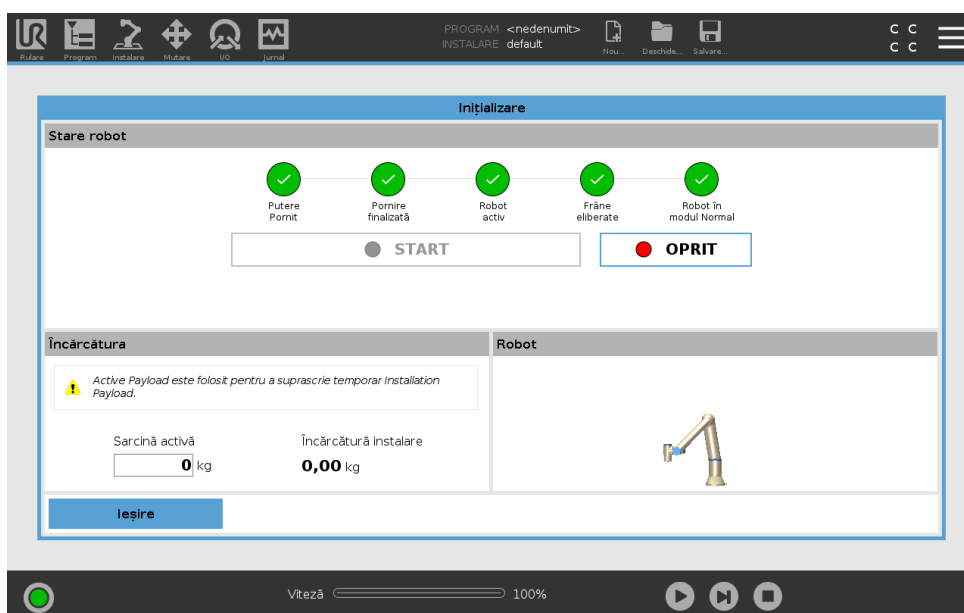 UR
PROGRAM <nedenumit>
INSTALARE default
Rulare Program Instalare Mutare I/O Jurnal
Nou... Deschide... Salvare...
C C
C C
Inițializare
Stare robot
Putere Pornit
Pornire finalizată
Robot activ
Frâne eliberate
Robot în modul Normal
START
OPRIT
Încărcătura
Robot
Active Payload este folosit pentru a suprascrie temporar Installation
Payload.
Sarcină activă
0 kg
Încărcătură instalare
0,00 kg
Ieșire
Viteză
100%